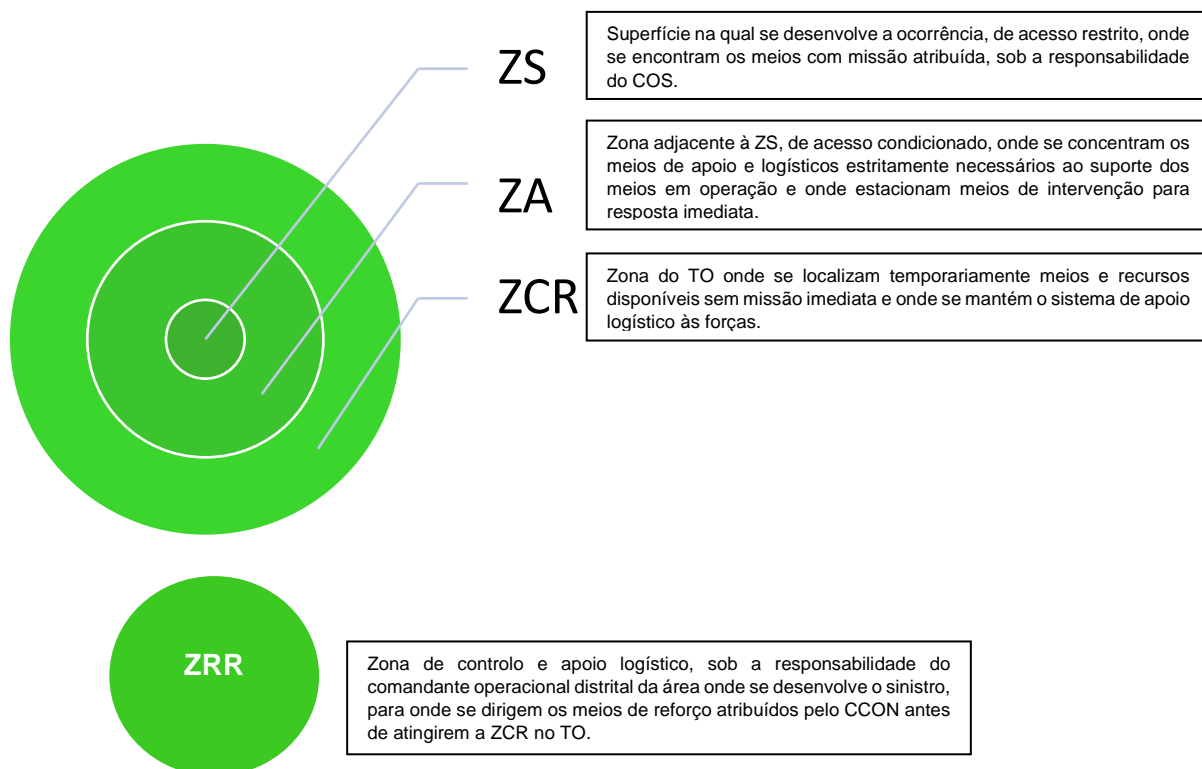 ZS
Superfície na qual se desenvolve a ocorrência, de acesso restrito, onde
se encontram os meios com missão atribuída, sob a responsabilidade
do COS.
ZA
Zona adjacente à ZS, de acesso condicionado, onde se concentram os
meios de apoio e logísticos estritamente necessários ao suporte dos
meios em operação e onde estacionam meios de intervenção para
resposta imediata.
ZCR
Zona do TO onde se localizam temporariamente meios e recursos
disponíveis sem missão imediata e onde se mantém o sistema de apoio
logístico às forças.
ZRR
Zona de controlo e apoio logístico, sob a responsabilidade do
comandante operacional distrital da área onde se desenvolve o sinistro,
para onde se dirigem os meios de reforço atribuídos pelo CCON antes
de atingirem a ZCR no TO.